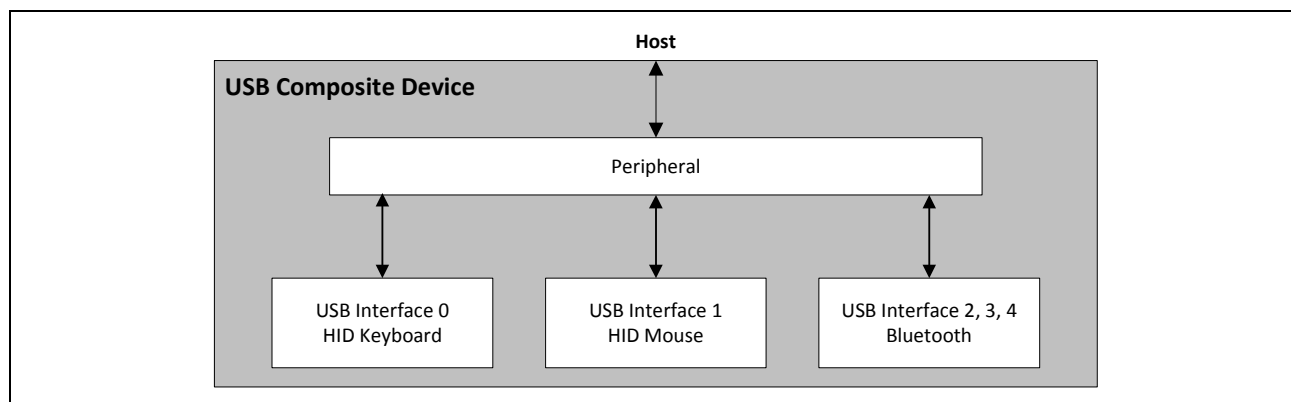 Host
USB Composite Device
Peripheral
USB Interface 0
HID Keyboard
USB Interface 1
HID Mouse
USB Interface 2, 3, 4
Bluetooth